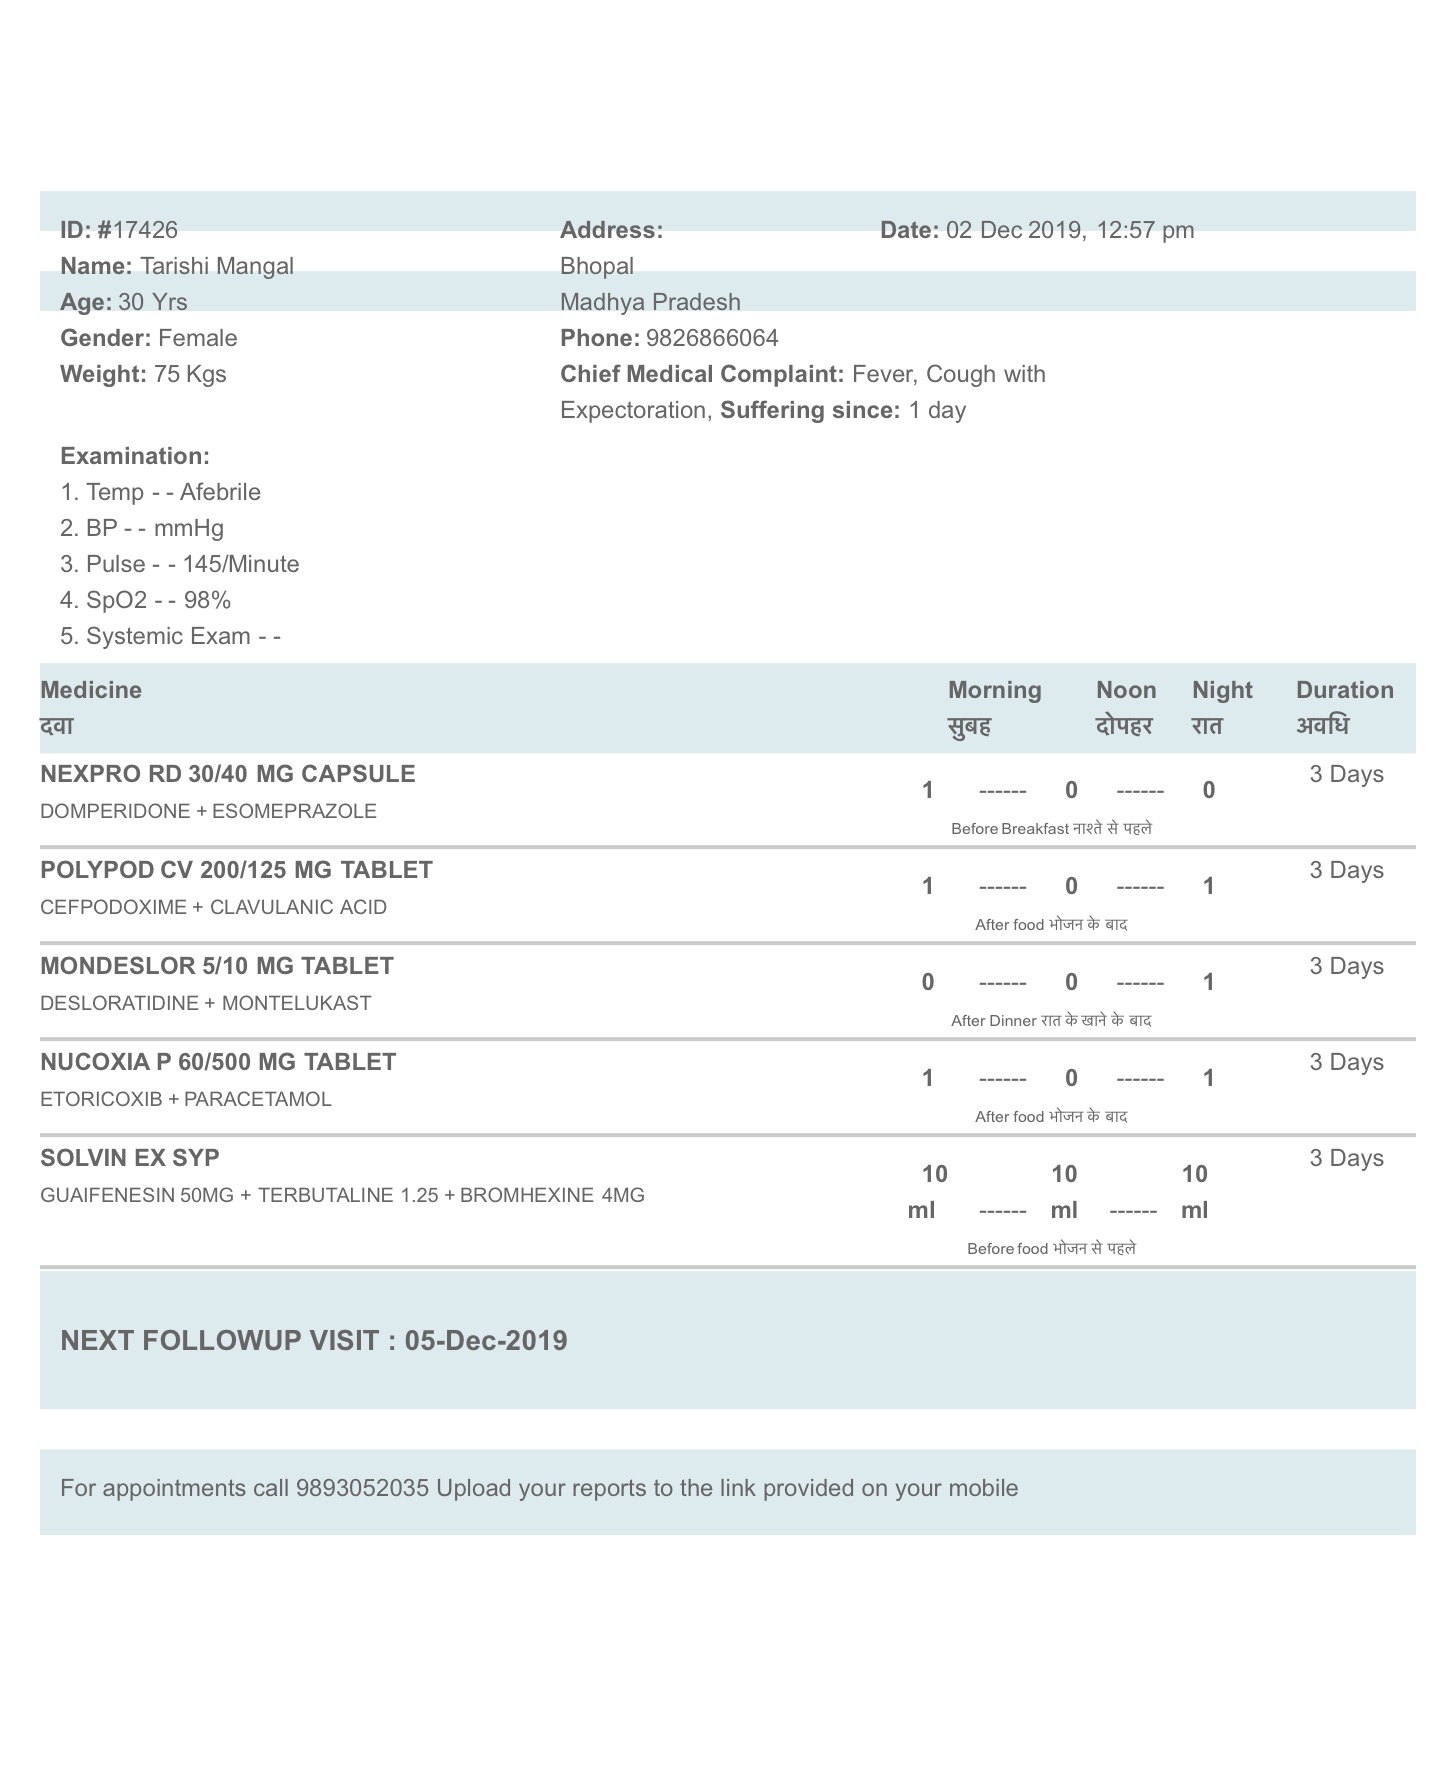 ID: #17426
Name: Tarishi Mangal
Age: 30 Yrs
Gender: Female
Weight: 75 Kgs
Address:
Bhopal
Madhya Pradesh
Phone: 9826866064
Chief Medical Complaint: Fever, Cough with
Expectoration, Suffering since: 1 day
Date: 02 Dec 2019, 12:57 pm
Examination:
1. Temp - - Afebrile
2. BP - - mmHg
3. Pulse - - 145/Minute
4. SpO2 - - 98%
5. Systemic Exam - -
Medicine Morning Noon Night Duration
दवा सुबह दोपहर रात अवधि
NEXPRO RD 30/40 MG CAPSULE 3 Days
1 ------ 0 ------ 0
DOMPERIDONE + ESOMEPRAZOLE
Before Breakfast नाश्ते से पहले
POLYPOD CV 200/125 MG TABLET 3 Days
1 ------ 0 ------ 1
CEFPODOXIME + CLAVULANIC ACID
After food भोजन के बाद
MONDESLOR 5/10 MG TABLET 3 Days
0 ------ 0 ------ 1
DESLORATIDINE + MONTELUKAST
After Dinner रात के खाने के बाद
NUCOXIA P 60/500 MG TABLET 3 Days
1 ------ 0 ------ 1
ETORICOXIB + PARACETAMOL
After food भोजन के बाद
SOLVIN EX SYP 3 Days
10 10 10
GUAIFENESIN 50MG + TERBUTALINE 1.25 + BROMHEXINE 4MG
ml ------ ml ------ ml
Before food भोजन से पहले
NEXT FOLLOWUP VISIT : 05-Dec-2019
For appointments call 9893052035 Upload your reports to the link provided on your mobile